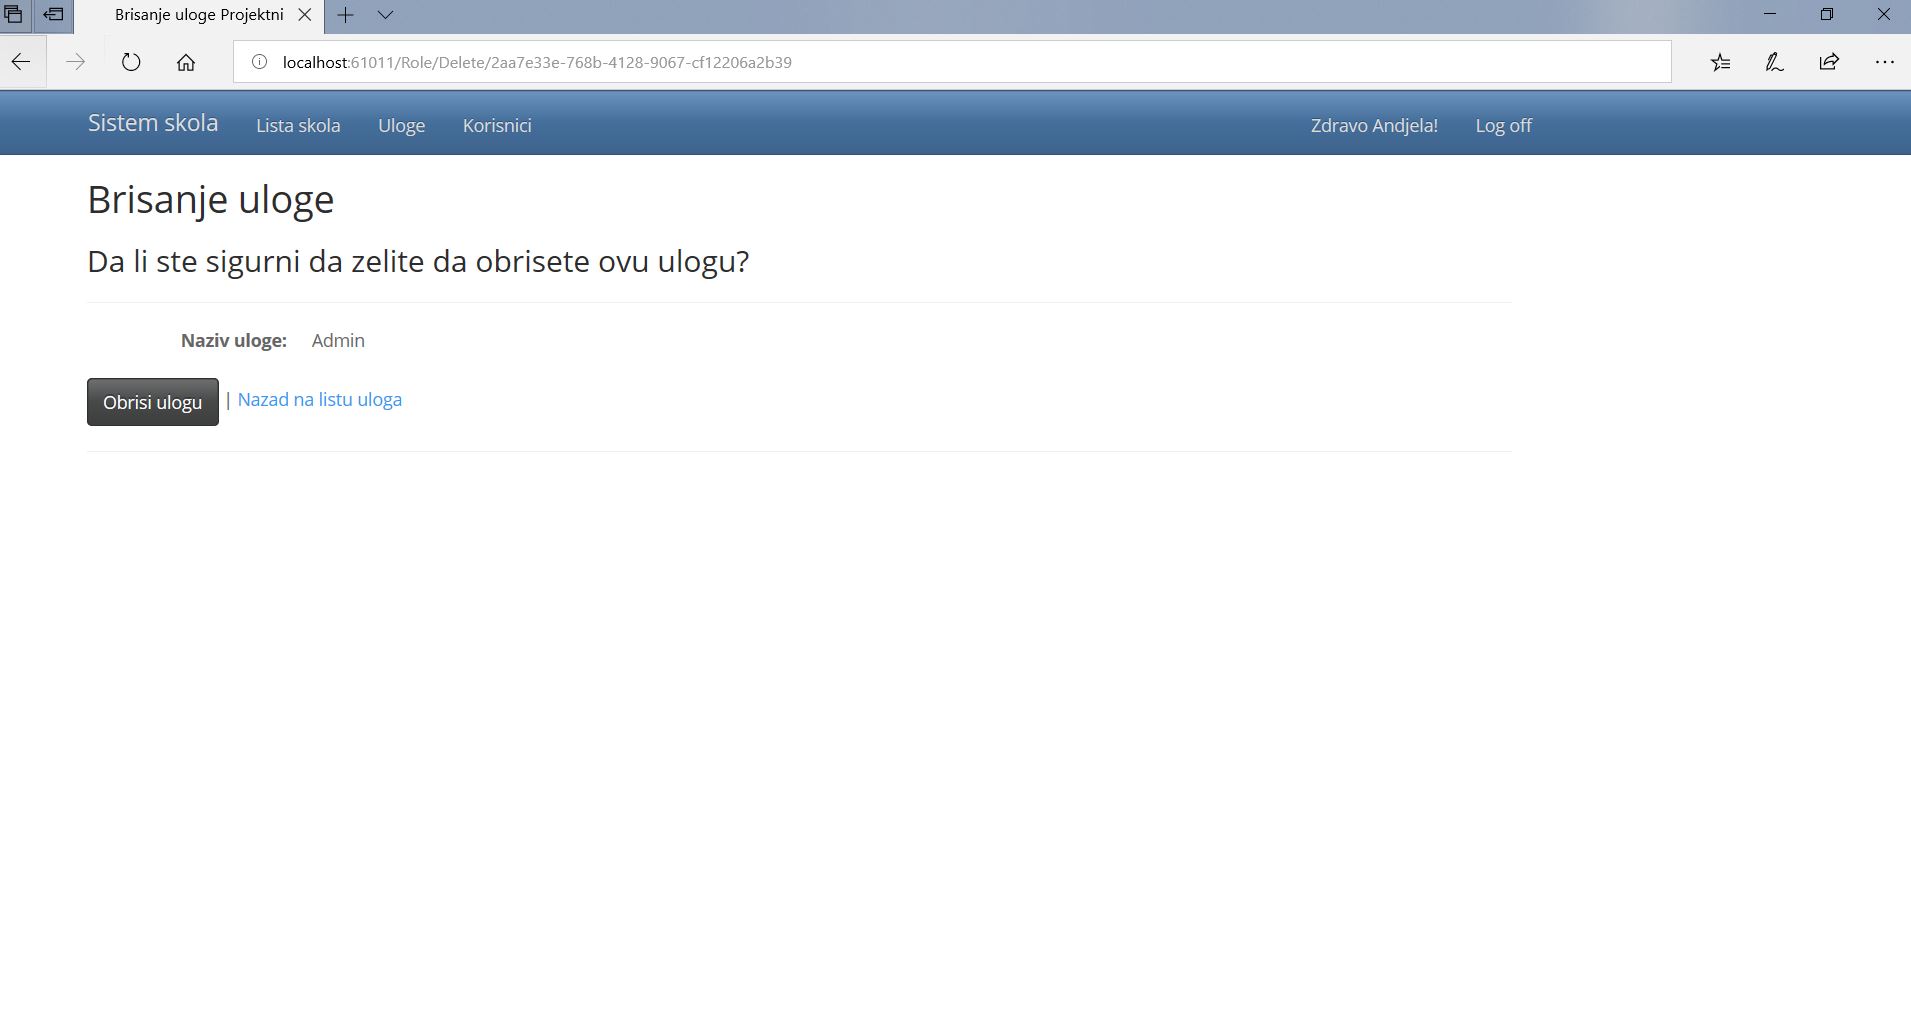 Brisanje uloge Projektni
localhost:61011/Role/Delete/2aa7e33e-768b-4128-9067-cf12206a2b39
Sistem skola Lista skola Uloge Korisnici Zdravo Andjela! Log off
Brisanje uloge
Da li ste sigurni da zelite da obrisete ovu ulogu?
Naziv uloge: Admin
Obrisi ulogu | Nazad na listu uloga